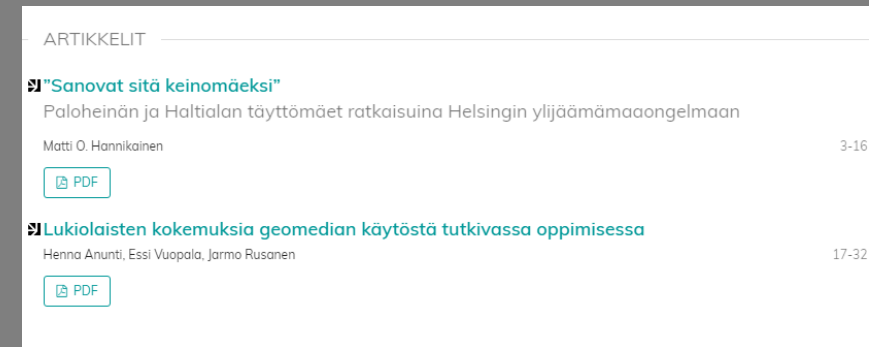 ARTIKKELIT
”Sanovat sitä keinomäeksi”
Paloheinän ja Haltialan täyttömäet ratkaisuina Helsingin ylijäämämaaongelmaan
Matti O. Hannikainen 3-16
PDF
Lukiolaisten kokemuksia geomedian käytöstä tutkivassa oppimisessa
Henna Anunti, Essi Vuopala, Jarmo Rusanen 17-32
PDF